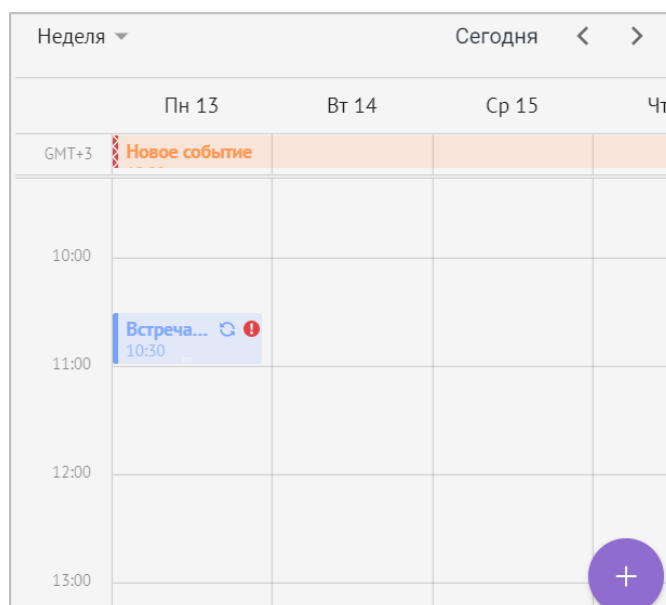 Неделя
Сегодня
Пн 13
Вт 14
Ср 15
Чт
GMT+3
Новое событие
10:00
Встреча...
10:30
11:00
12:00
13:00